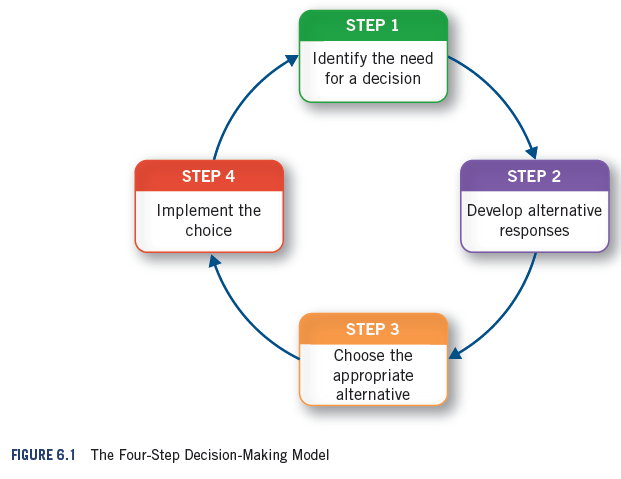 STEP 1
Identify the need
for a decision
STEP 4
Implement the
choice
STEP 2
Develop alternative
responses
STEP 3
Choose the
appropriate
alternative
FIGURE 6.1 The Four-Step Decision-Making Model